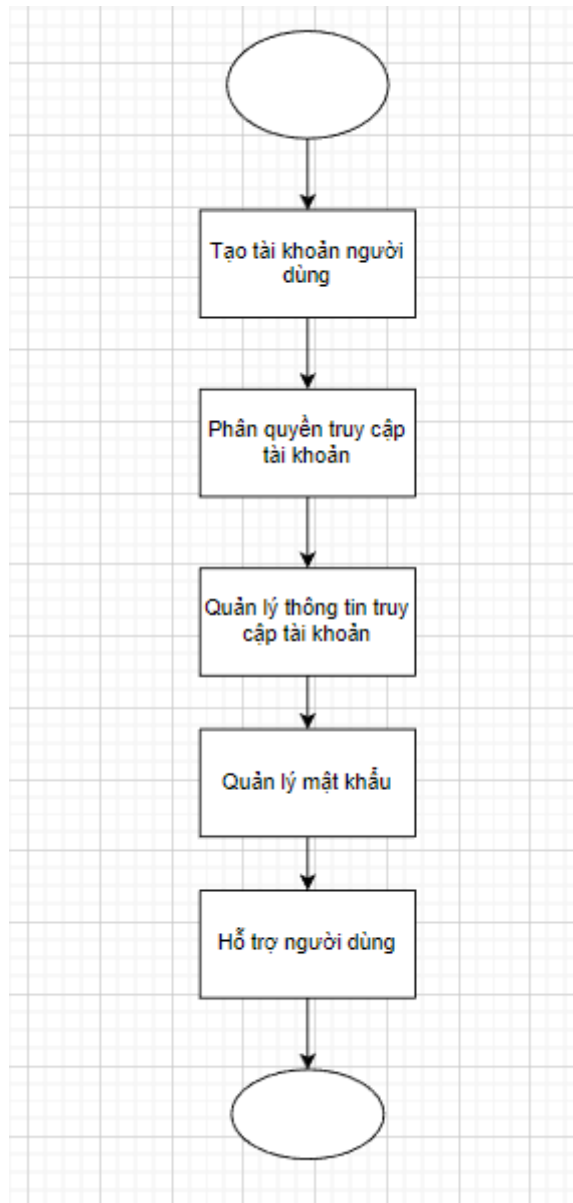 Tạo tài khoản người
dùng
Phân quyền truy cập
tài khoản
Quản lý thông tin truy
cập tài khoản
Quản lý mật khẩu
Hỗ trợ người dùng